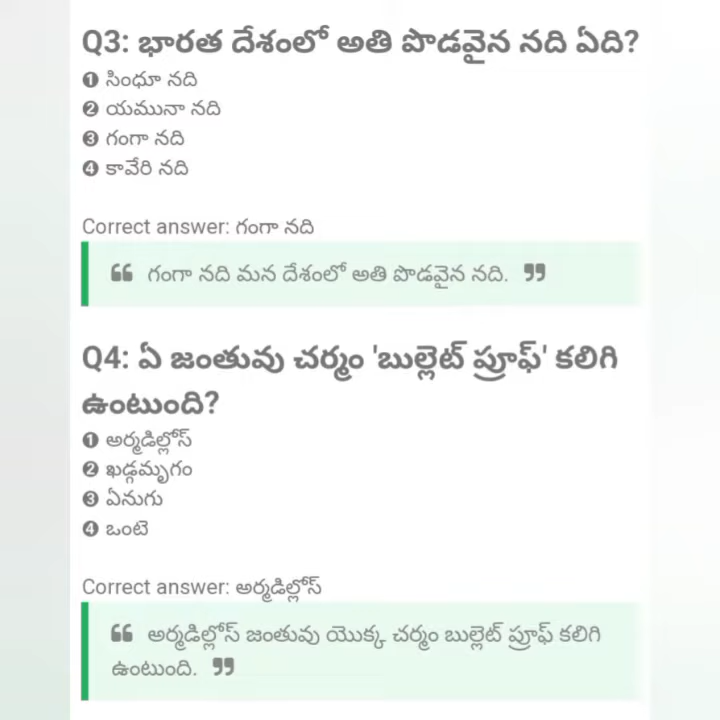 Q3: భారత దేశంలో అతి పొడవైన నది ఏది?
❶ సింధూ నది
❷ యమునా నది
❸ గంగా నది
❹ కావేరి నది
Correct answer: గంగా నది
❝ గంగా నది మన దేశంలో అతి పొడవైన నది. ❞
Q4: ఏ జంతువు చర్మం 'బుల్లెట్ ప్రూఫ్' కలిగి
ఉంటుంది?
❶ అర్మడిల్లోస్
❷ ఖడ్గమృగం
❸ ఏనుగు
❹ ఒంటె
Correct answer: అర్మడిల్లోస్
❝ అర్మడిల్లోస్ జంతువు యొక్క చర్మం బుల్లెట్ ప్రూఫ్ కలిగి
ఉంటుంది. ❞